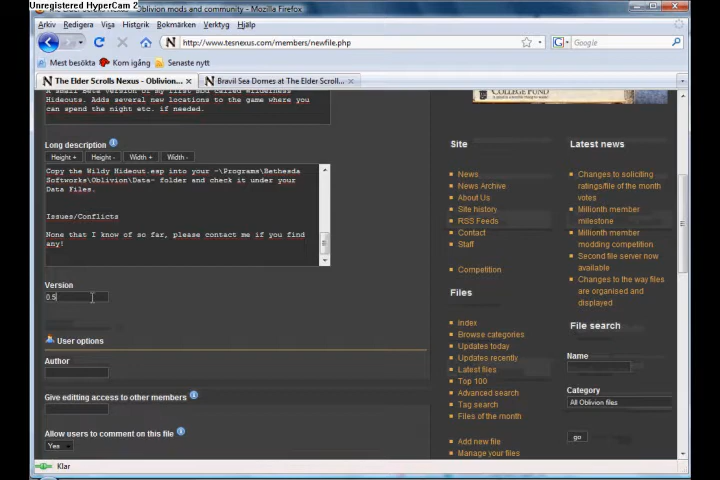 Unregistered HyperCam 2
- Oblivion mods and community - Mozilla Firefox
Arkiv Redigera Visa Historik Bokmärken Verktyg Hjälp
http://www.tesnexus.com/members/newfile.php
Google
Mest besökta Kom igång Senaste nytt
The Elder Scrolls Nexus - Oblivion...
Bravil Sea Domes at The Elder Scroll...
A small Beta version of my first mod called Wilderness
Hideouts. Adds several new locations to the game where you
can spend the night etc. if needed.
Long description
Height + Height - Width + Width -
Copy the Wildy Hideout.esp into your ~\Programs\Bethesda
Softworks\Oblivion\Data~ folder and check it under your
Data Files.
Issues/Conflicts
None that I know of so far, please contact me if you find
any!
Version
0.5
User options
Author
Give editting access to other members
Allow users to comment on this file
Yes
COLLEGE FUND
Site
News
News Archive
About Us
Site history
RSS Feeds
Contact
Staff
Competition
Files
Index
Browse categories
Updates today
Updates recently
Latest files
Top 100
Advanced search
Tag search
Files of the month
Add new file
Manage your files
Latest news
Changes to soliciting
ratings/file of the month
votes
Millionth member
milestone
Millionth member
modding competition
Second file server now
available
Changes to the way files
are organised and
displayed
File search
Name
Category
All Oblivion files
go
Klar